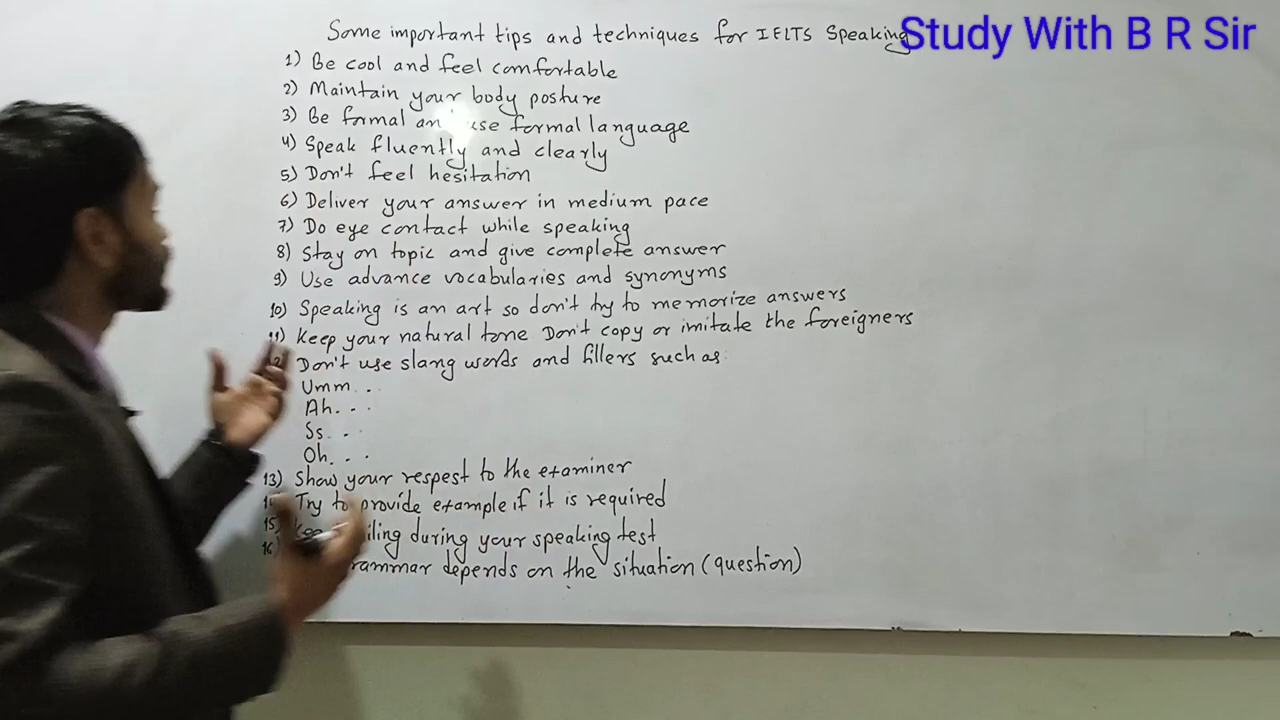 Some important tips and techniques for IELTS Speaking
Study With B R Sir
1) Be cool and feel comfortable
2) Maintain your body posture
3) Be formal and use formal language
4) Speak fluently and clearly
5) Don't feel hesitation
6) Deliver your answer in medium pace
7) Do eye contact while speaking
8) Stay on topic and give complete answer
9) Use advance vocabularies and synonyms
10) Speaking is an art so don't try to memorize answers
11) Keep your natural tone Don't copy or imitate the foreigners
Don't use slang words and fillers such as
Umm...
Ah...
Ss...
Oh...
13) Show your respest to the examiner
Try to provide example if it is required
15) during your speaking test
16) depends on the situation (question)